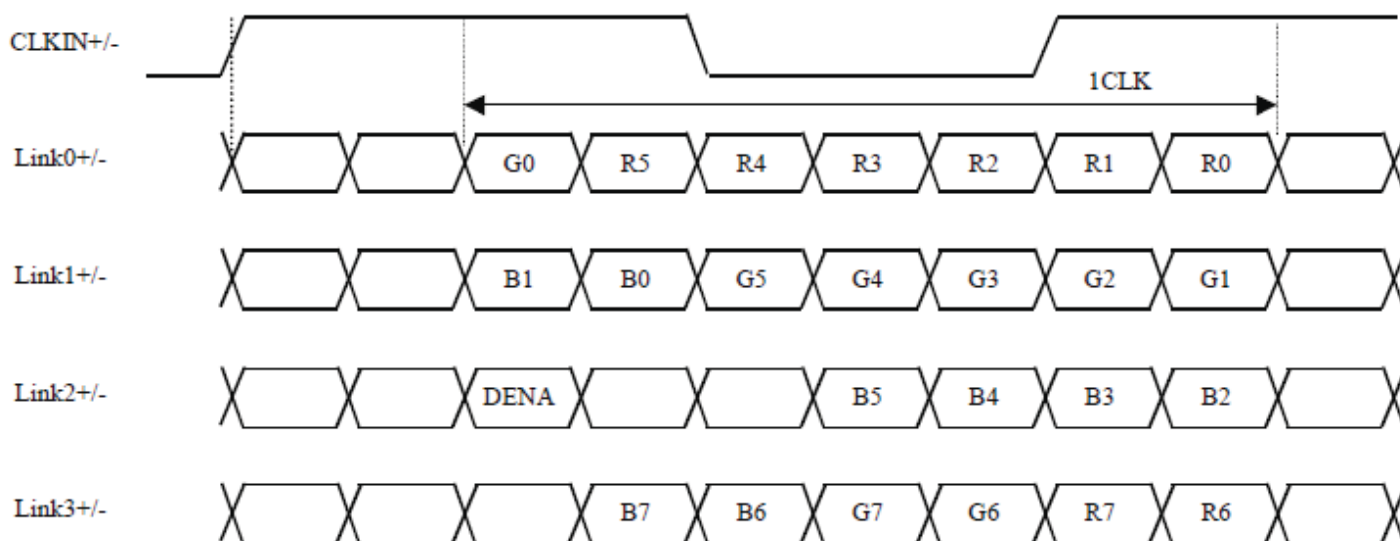 CLKIN+/-
1CLK
Link0+/- G0 R5 R4 R3 R2 R1 R0
Link1+/- B1 B0 G5 G4 G3 G2 G1
Link2+/- DENA B5 B4 B3 B2
Link3+/- B7 B6 G7 G6 R7 R6